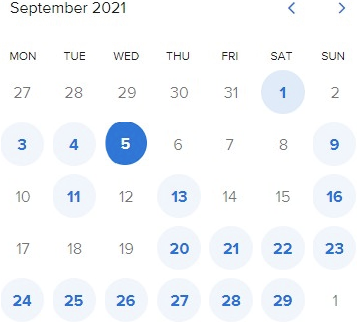 September 2021
MON TUE WED THU FRI SAT SUN
27 28 29 30 31 1 2
3 4 5 6 7 8 9
10 11 12 13 14 15 16
17 18 19 20 21 22 23
24 25 26 27 28 29 1